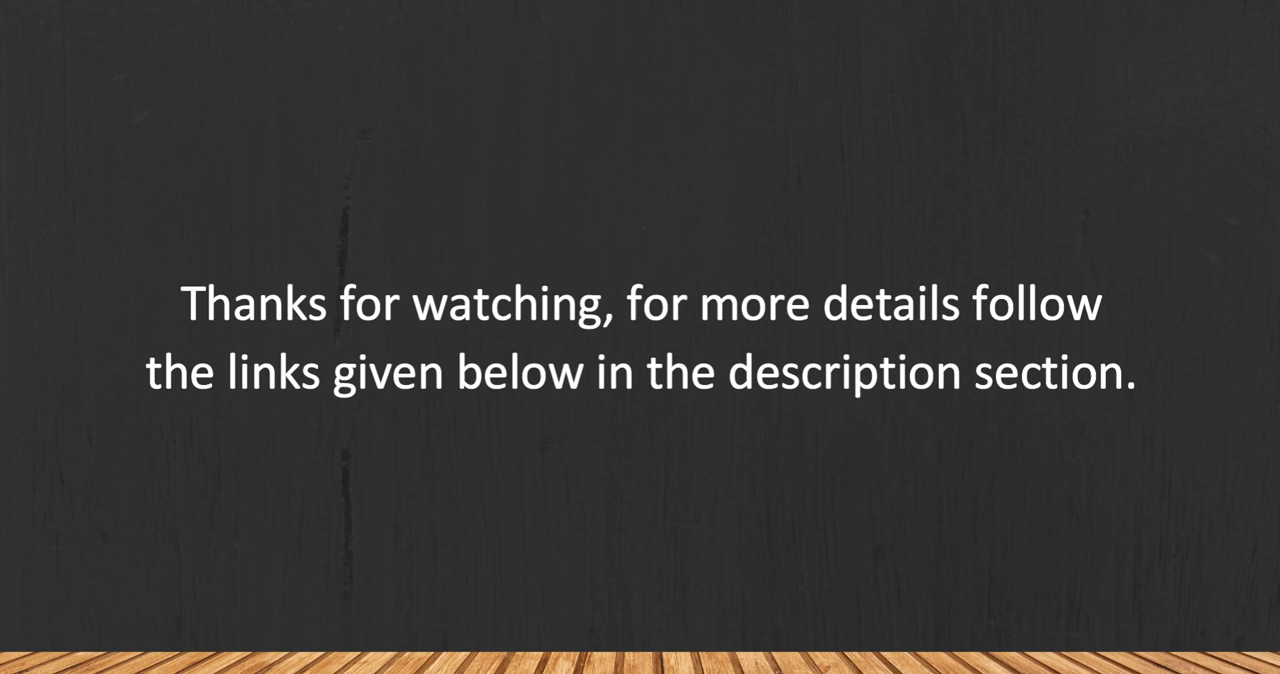 Thanks for watching, for more details follow
the links given below in the description section.